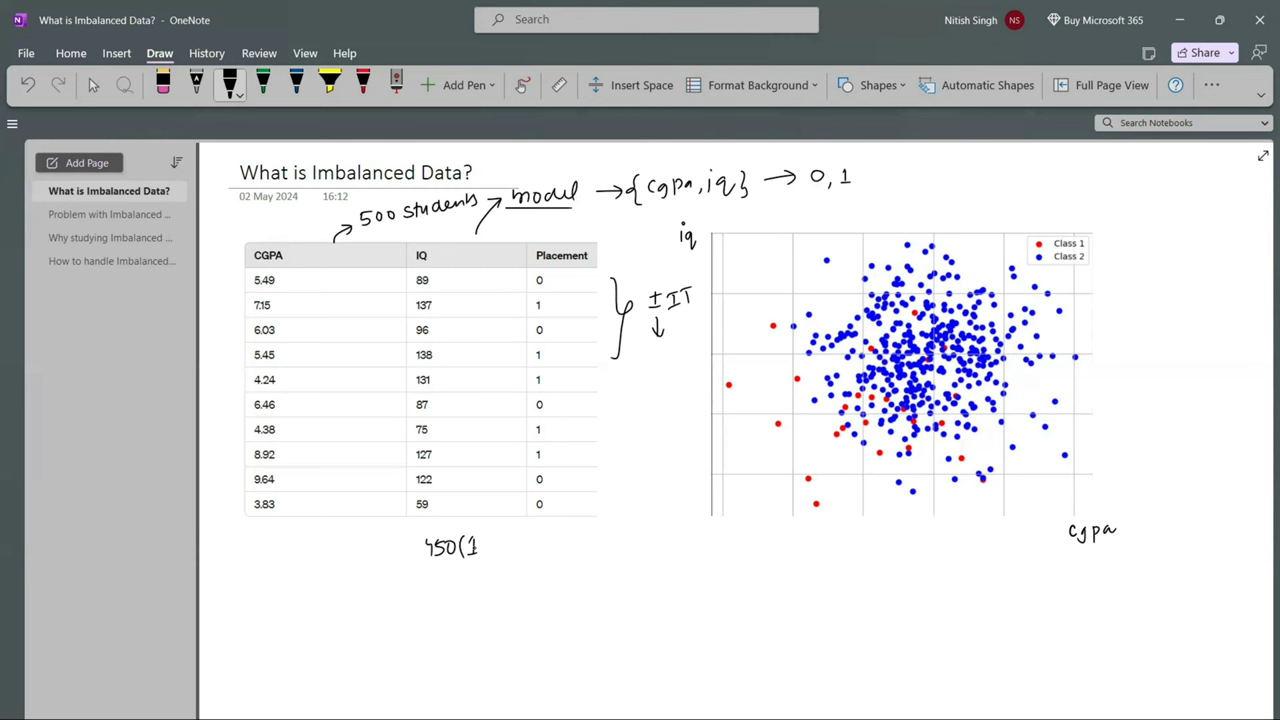 What is Imbalanced Data? - OneNote
Search
Nitish Singh NS
Buy Microsoft 365
File Home Insert Draw History Review View Help
Share
Add Pen
Insert Space
Format Background
Shapes
Automatic Shapes
Full Page View
Search Notebooks
Add Page
What is Imbalanced Data?
Problem with Imbalanced ...
Why studying Imbalanced ...
How to handle Imbalanced...
What is Imbalanced Data?
02 May 2024 16:12
→ 500 students → model → {cgpa, iq} → 0, 1
CGPA IQ Placement
5.49 89 0
7.15 137 1
6.03 96 0
5.45 138 1
4.24 131 1
6.46 87 0
4.38 75 1
8.92 127 1
9.64 122 0
3.83 59 0
} IIT
↓
450(1
iq
Class 1
Class 2
cgpa